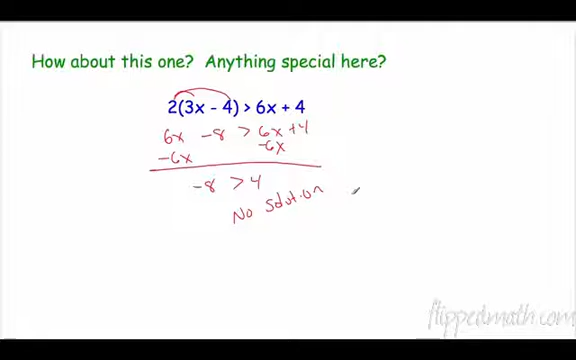 How about this one? Anything special here?
2(3x - 4) > 6x + 4
6x -8 > 6x +4
-6x -6x
-8 > 4
No Solution
flippedmath.com